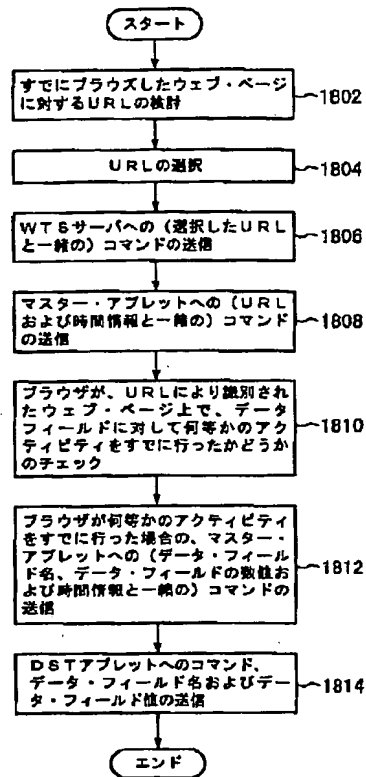 スタート
すでにブラウズしたウェブ・ページ
に対するURLの検討
1802
URLの選択
1804
WTSサーバへの(選択したURL
と一緒の)コマンドの送信
1806
マスター・アプレットへの(URL
および時間情報と一緒の)コマンド
の送信
1808
ブラウザが、URLにより識別され
たウェブ・ページ上で、データ
フィールドに対して何等かのアク
ティビティをすでに行ったかどうか
のチェック
1810
ブラウザが何等かのアクティビティ
をすでに行った場合の、マスター・
アプレットへの(データ・フィール
ド名、データ・フィールドの数値お
よび時間情報と一緒の)コマンドの
送信
1812
DSTアプレットへのコマンド、
データ・フィールド名およびデー
タ・フィールド値の送信
1814
エンド